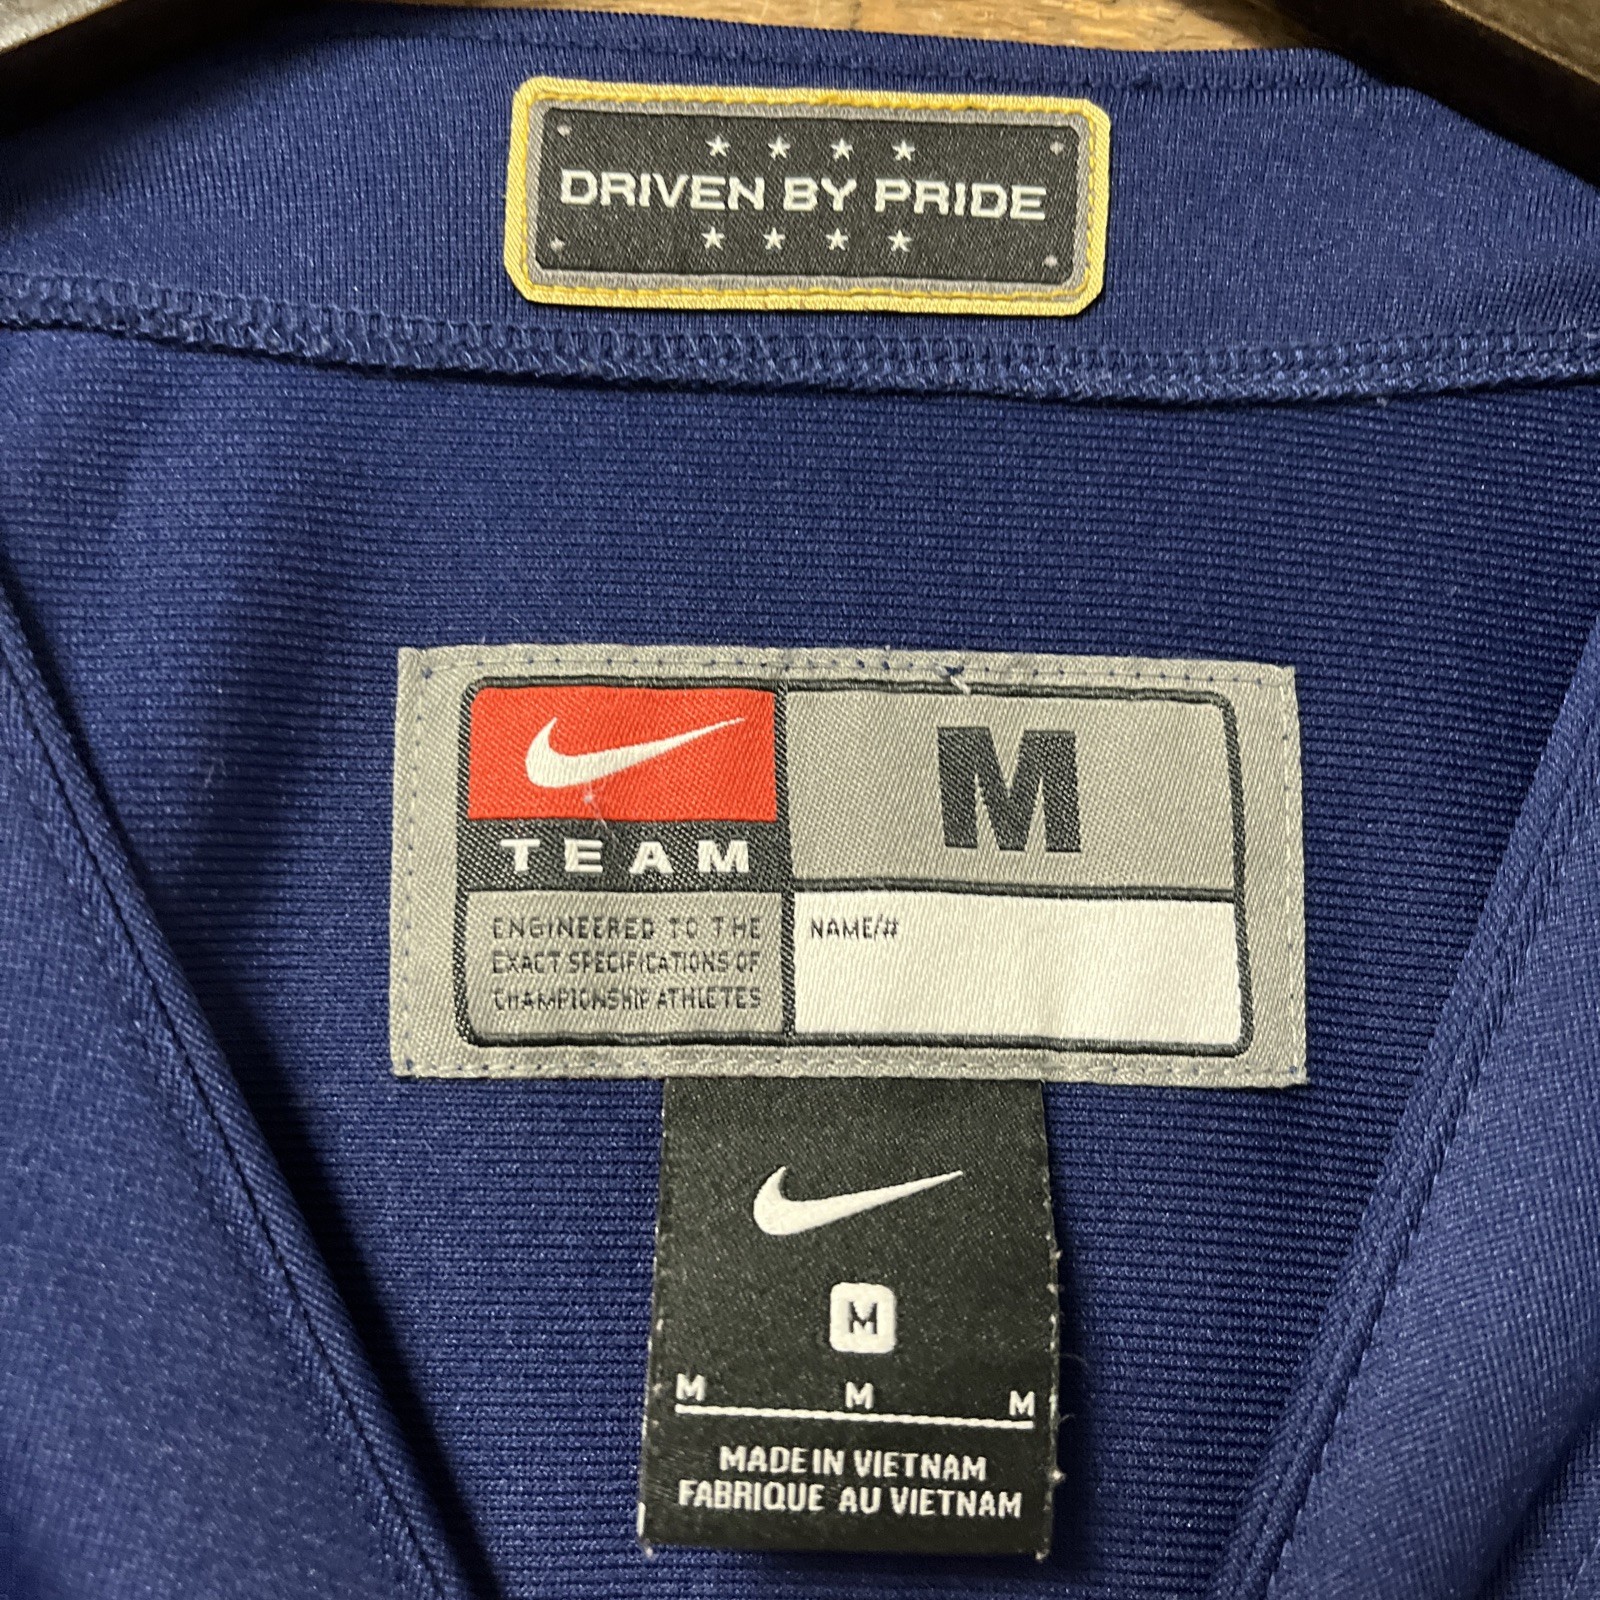 DRIVEN BY PRIDE
TEAM
M
ENGINEERED TO THE
EXACT SPECIFICATIONS OF
CHAMPIONSHIP ATHLETES
NAME/#
M
M M M
MADE IN VIETNAM
FABRIQUE AU VIETNAM